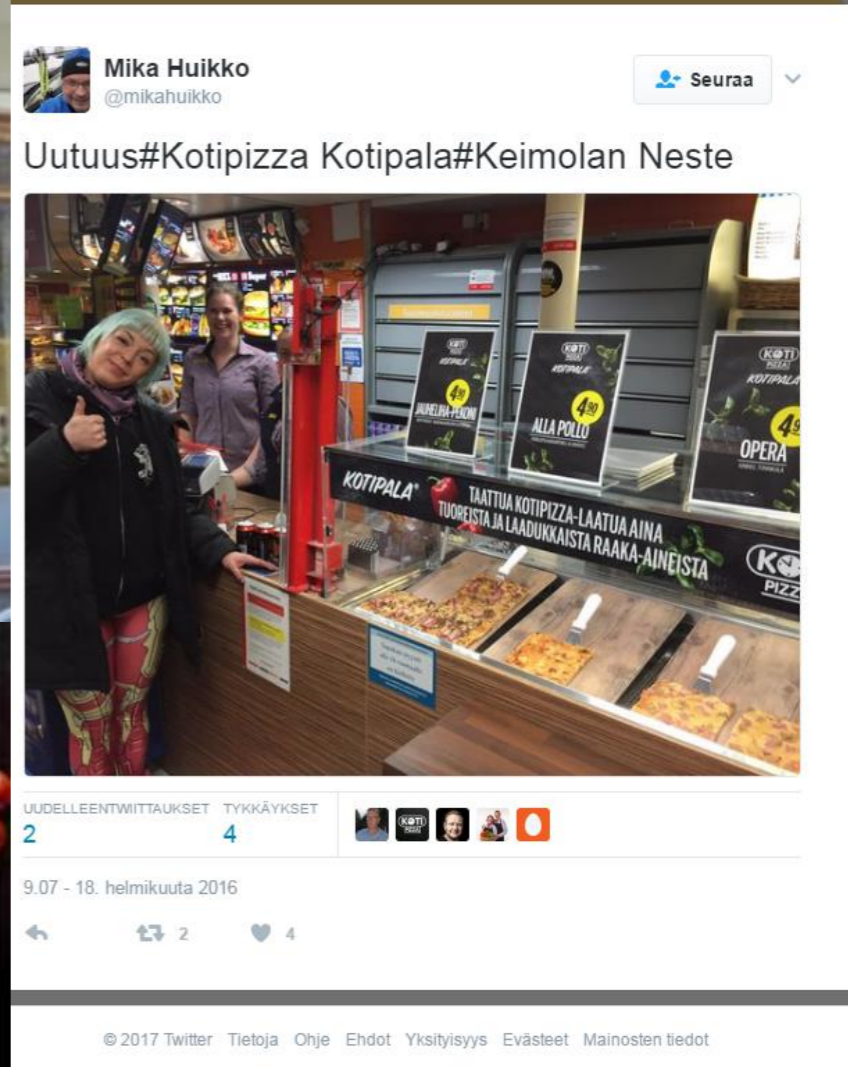 Mika Huikko
@mikahuikko
Seuraa
Uutuus#Kotipizza Kotipala#Keimolan Neste
KOTI
PIZZA
KOTIPALA
4,90
JAUHELIHA-PEKONI
KOTI
PIZZA
KOTIPALA
4,90
ALLA POLLO
KOTI
PIZZA
KOTIPALA
4,9
OPERA
KOTIPALA
TAATTUA KOTIPIZZA-LAATUA AINA
TUOREISTA JA LAADUKKAISTA RAAKA-AINEISTA
KO
PIZZ
UUDELLEENTWIITTAUKSET TYKKÄYKSET
2 4
KOTI
PIZZA
9.07 - 18. helmikuuta 2016
2 4
© 2017 Twitter Tietoja Ohje Ehdot Yksityisyys Evästeet Mainosten tiedot